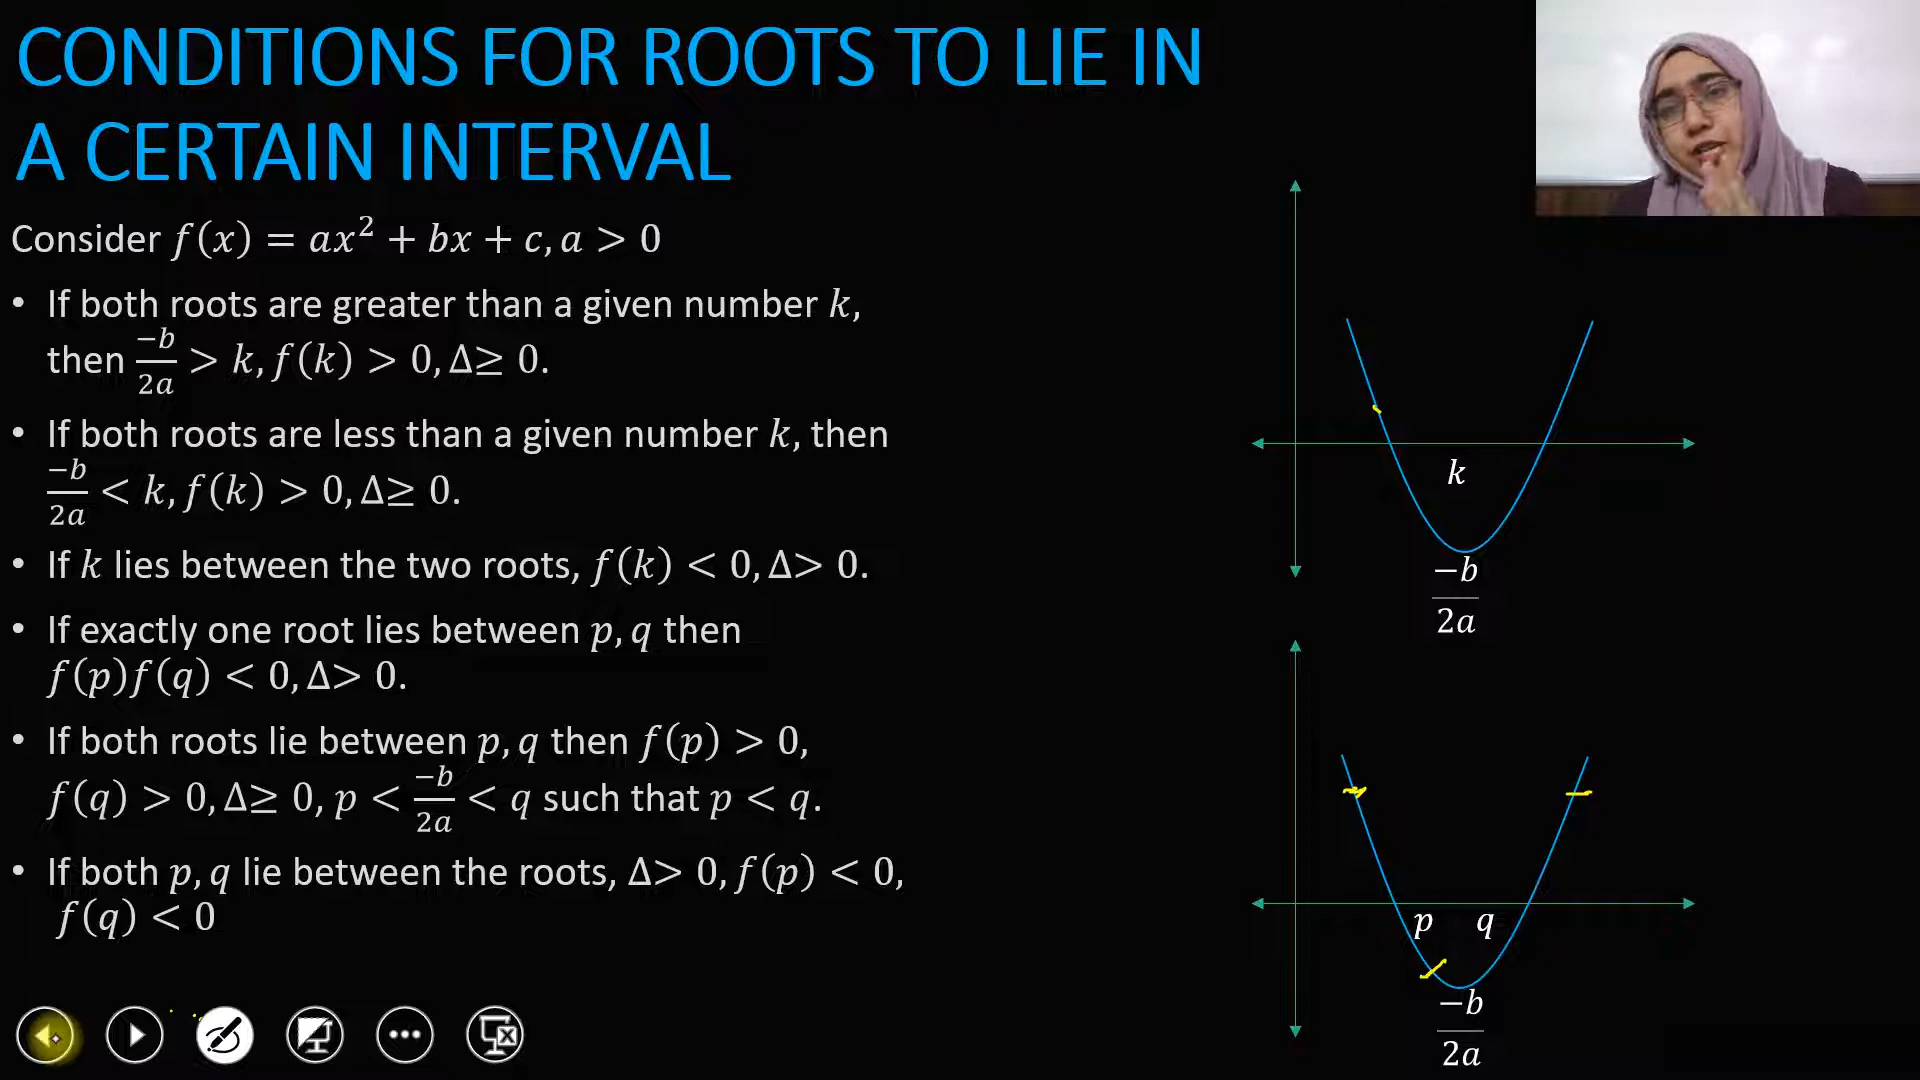 CONDITIONS FOR ROOTS TO LIE IN
A CERTAIN INTERVAL
Consider f(x) = ax² + bx + c, a > 0
• If both roots are greater than a given number k,
then −b/2a > k, f(k) > 0, Δ≥ 0.
• If both roots are less than a given number k, then
−b/2a < k, f(k) > 0, Δ≥ 0.
• If k lies between the two roots, f(k) < 0, Δ> 0.
• If exactly one root lies between p, q then
f(p)f(q) < 0, Δ> 0.
• If both roots lie between p, q then f(p) > 0,
f(q) > 0, Δ≥ 0, p < −b/2a < q such that p < q.
• If both p, q lie between the roots, Δ> 0, f(p) < 0,
f(q) < 0
k
−b/2a
p q
−b/2a